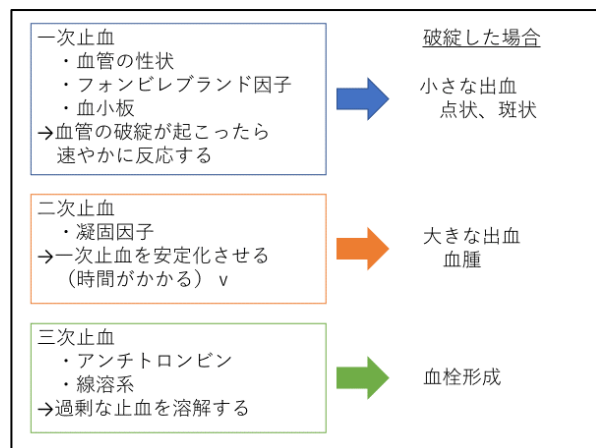 一次止血
・血管の性状
・フォンビレブランド因子
・血小板
→血管の破綻が起こったら
速やかに反応する
破綻した場合
小さな出血
点状、斑状
二次止血
・凝固因子
→一次止血を安定化させる
（時間がかかる）ｖ
大きな出血
血腫
三次止血
・アンチトロンビン
・線溶系
→過剰な止血を溶解する
血栓形成